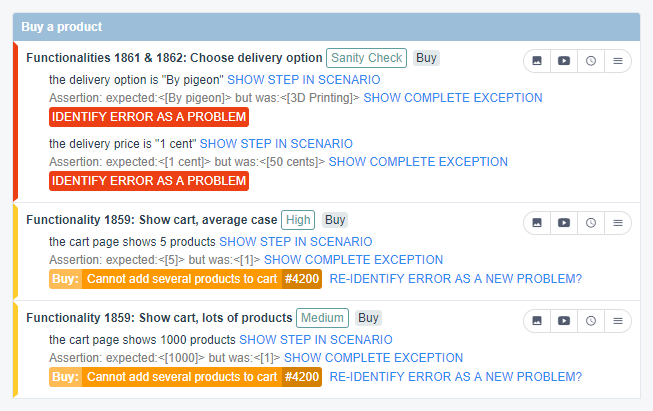 Buy a product
Functionalities 1861 & 1862: Choose delivery option Sanity Check Buy
the delivery option is "By pigeon" SHOW STEP IN SCENARIO
Assertion: expected:<[By pigeon]> but was:<[3D Printing]> SHOW COMPLETE EXCEPTION
IDENTIFY ERROR AS A PROBLEM
the delivery price is "1 cent" SHOW STEP IN SCENARIO
Assertion: expected:<[1 cent]> but was:<[50 cents]> SHOW COMPLETE EXCEPTION
IDENTIFY ERROR AS A PROBLEM
Functionality 1859: Show cart, average case High Buy
the cart page shows 5 products SHOW STEP IN SCENARIO
Assertion: expected:<[5]> but was:<[1]> SHOW COMPLETE EXCEPTION
Buy: Cannot add several products to cart #4200 RE-IDENTIFY ERROR AS A NEW PROBLEM?
Functionality 1859: Show cart, lots of products Medium Buy
the cart page shows 1000 products SHOW STEP IN SCENARIO
Assertion: expected:<[1000]> but was:<[1]> SHOW COMPLETE EXCEPTION
Buy: Cannot add several products to cart #4200 RE-IDENTIFY ERROR AS A NEW PROBLEM?